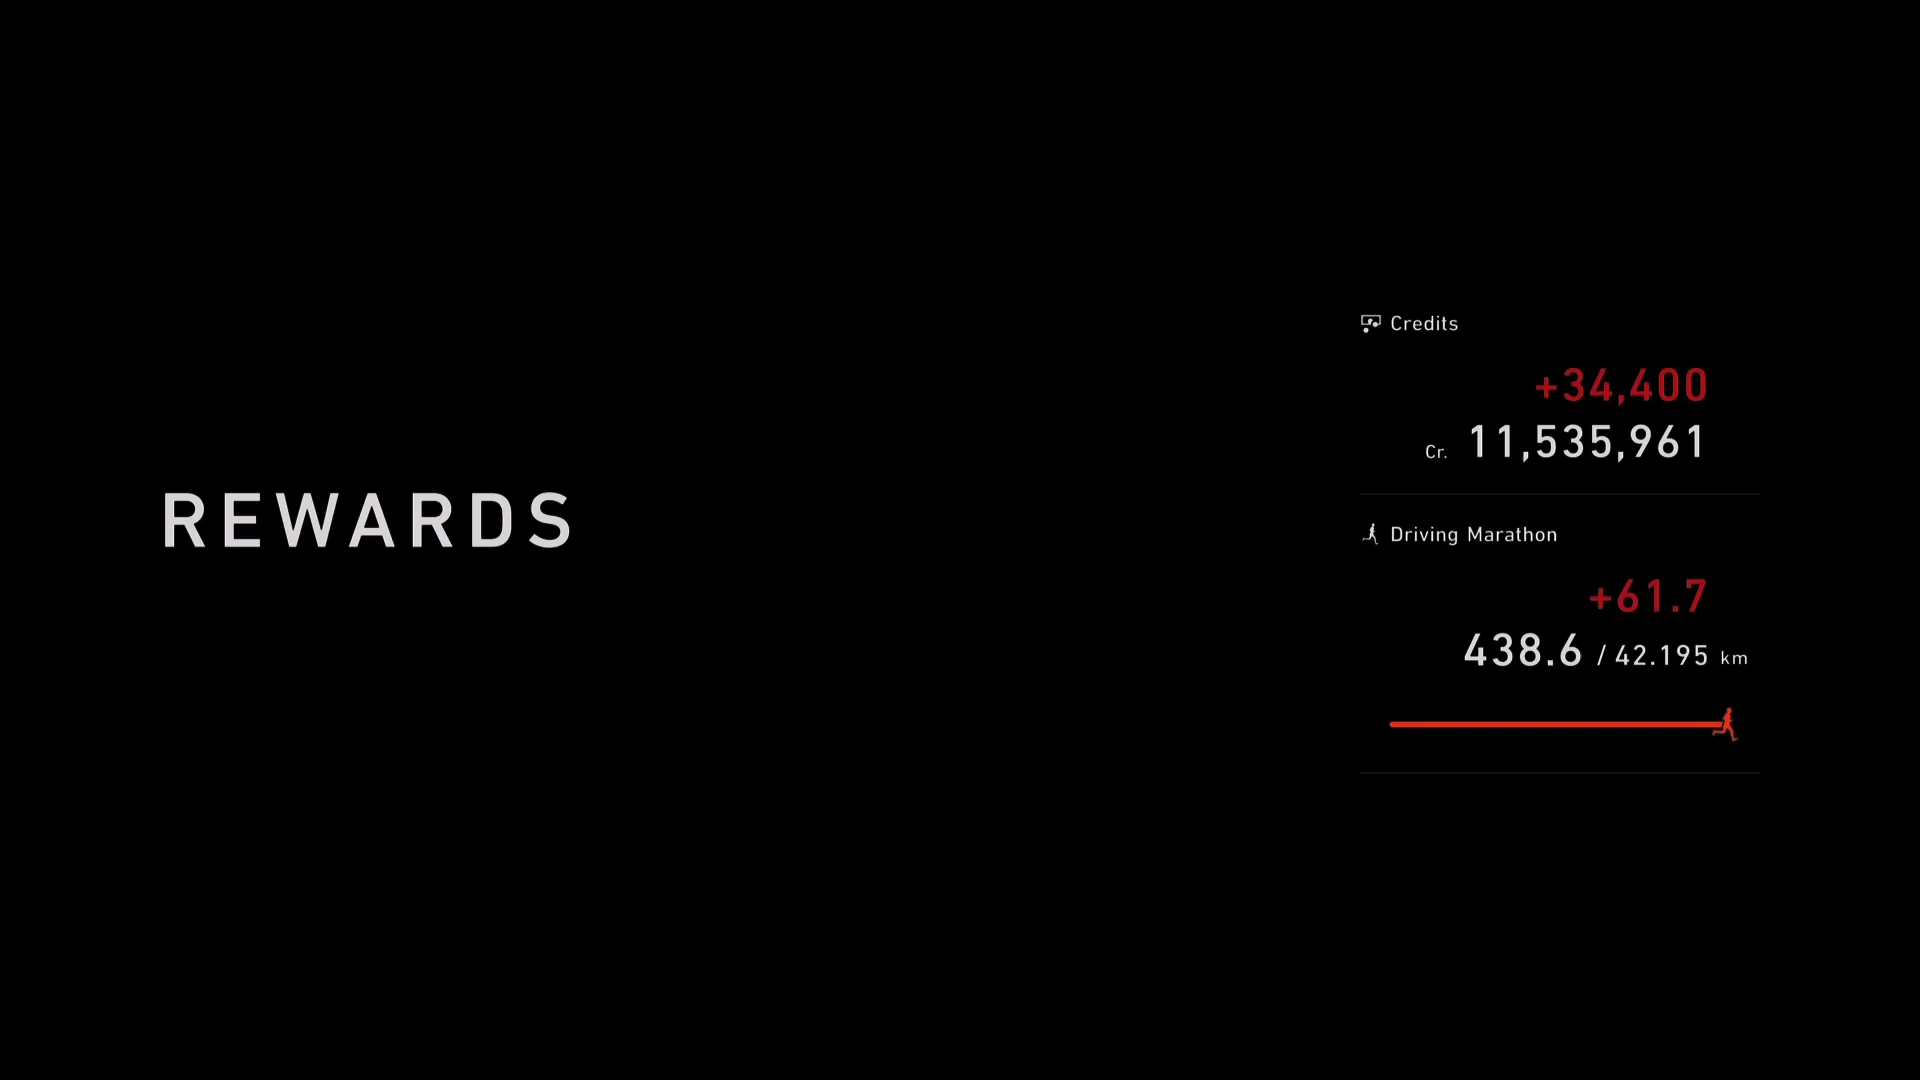 REWARDS
Credits
+34,400
Cr. 11,535,961
Driving Marathon
+61.7
438.6 / 42.195 km